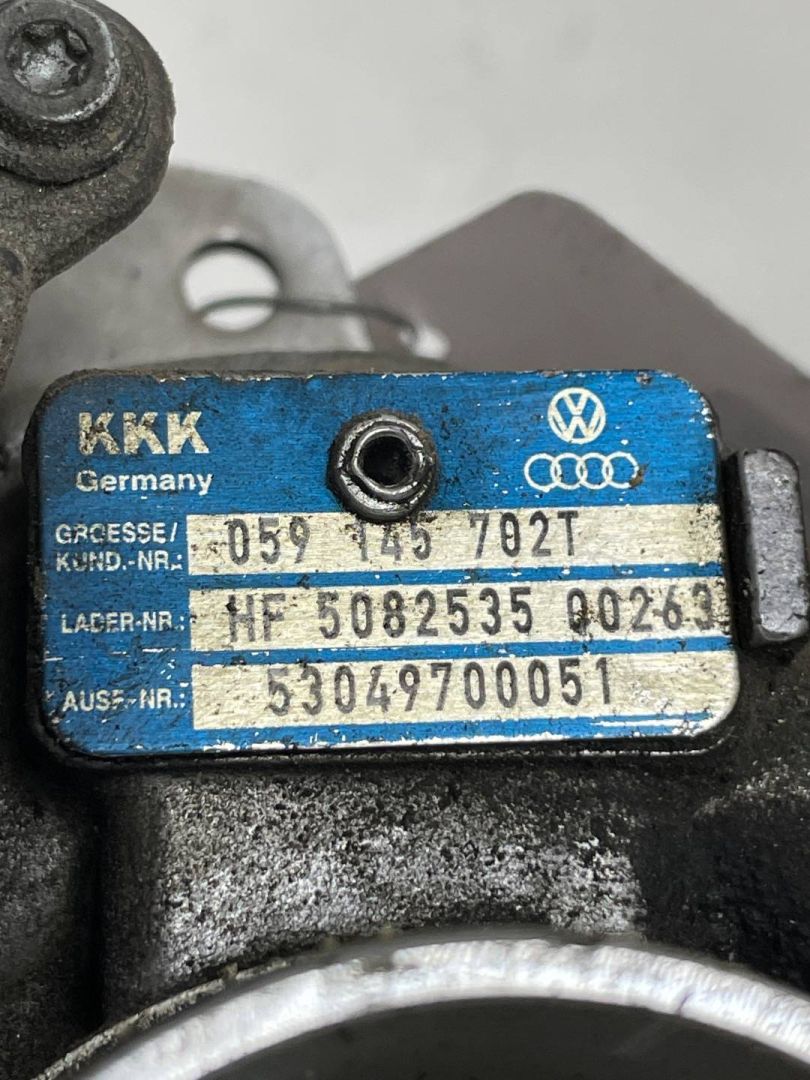 KKK
Germany
GROESSE/
KUND.-NR.: 059 145 702T
LADER-NR.: HF 5082535 00263
AUSF.-NR.: 53049700051